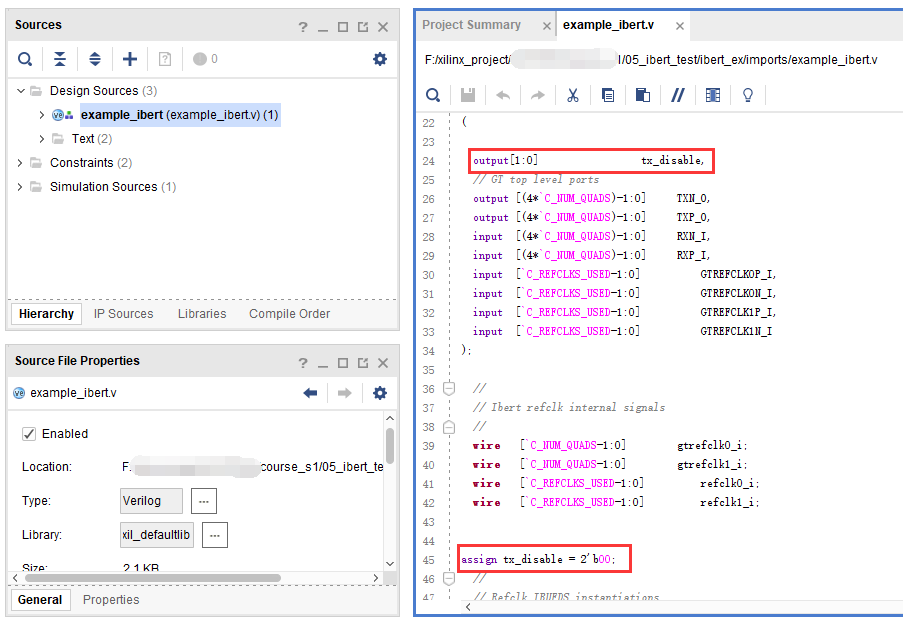 Sources
? _
0
Design Sources (3)
example_ibert (example_ibert.v) (1)
Text (2)
Constraints (2)
Simulation Sources (1)
Hierarchy IP Sources Libraries Compile Order
Source File Properties
? _
example_ibert.v
Enabled
Location: F: course_s1/05_ibert_te
Type: Verilog ...
Library: xil_defaultlib ...
Size: 2.1 KB
General Properties
Project Summary example_ibert.v
F:/xilinx_project/ l/05_ibert_test/ibert_ex/imports/example_ibert.v
22 (
23
24 output[1:0] tx_disable,
25 // GT top level ports
26 output [(4*`C_NUM_QUADS)-1:0] TXN_O,
27 output [(4*`C_NUM_QUADS)-1:0] TXP_O,
28 input [(4*`C_NUM_QUADS)-1:0] RXN_I,
29 input [(4*`C_NUM_QUADS)-1:0] RXP_I,
30 input [`C_REFCLKS_USED-1:0] GTREFCLK0P_I,
31 input [`C_REFCLKS_USED-1:0] GTREFCLK0N_I,
32 input [`C_REFCLKS_USED-1:0] GTREFCLK1P_I,
33 input [`C_REFCLKS_USED-1:0] GTREFCLK1N_I
34 );
35
36 //
37 // Ibert refclk internal signals
38 //
39 wire [`C_NUM_QUADS-1:0] gtrefclk0_i;
40 wire [`C_NUM_QUADS-1:0] gtrefclk1_i;
41 wire [`C_REFCLKS_USED-1:0] refclk0_i;
42 wire [`C_REFCLKS_USED-1:0] refclk1_i;
43
44
45 assign tx_disable = 2'b00;
46 //
47 // Refclk IBUFDS instantiations